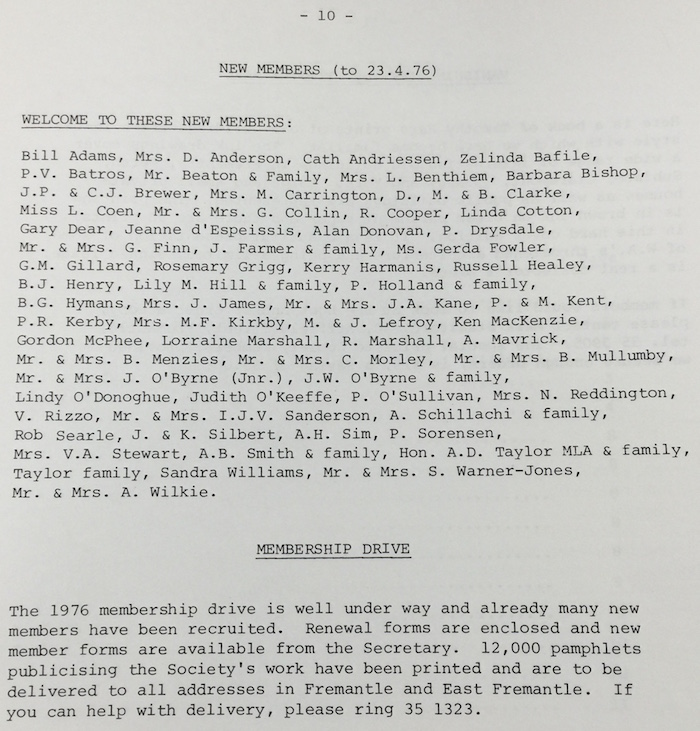 - 10 -
NEW MEMBERS (to 23.4.76)
WELCOME TO THESE NEW MEMBERS:
Bill Adams, Mrs. D. Anderson, Cath Andriessen, Zelinda Bafile,
P.V. Batros, Mr. Beaton & Family, Mrs. L. Benthiem, Barbara Bishop,
J.P. & C.J. Brewer, Mrs. M. Carrington, D., M. & B. Clarke,
Miss L. Coen, Mr. & Mrs. G. Collin, R. Cooper, Linda Cotton,
Gary Dear, Jeanne d'Espeissis, Alan Donovan, P. Drysdale,
Mr. & Mrs. G. Finn, J. Farmer & family, Ms. Gerda Fowler,
G.M. Gillard, Rosemary Grigg, Kerry Harmanis, Russell Healey,
B.J. Henry, Lily M. Hill & family, P. Holland & family,
B.G. Hymans, Mrs. J. James, Mr. & Mrs. J.A. Kane, P. & M. Kent,
P.R. Kerby, Mrs. M.F. Kirkby, M. & J. Lefroy, Ken MacKenzie,
Gordon McPhee, Lorraine Marshall, R. Marshall, A. Mavrick,
Mr. & Mrs. B. Menzies, Mr. & Mrs. C. Morley, Mr. & Mrs. B. Mullumby,
Mr. & Mrs. J. O'Byrne (Jnr.), J.W. O'Byrne & family,
Lindy O'Donoghue, Judith O'Keeffe, P. O'Sullivan, Mrs. N. Reddington,
V. Rizzo, Mr. & Mrs. I.J.V. Sanderson, A. Schillachi & family,
Rob Searle, J. & K. Silbert, A.H. Sim, P. Sorensen,
Mrs. V.A. Stewart, A.B. Smith & family, Hon. A.D. Taylor MLA & family,
Taylor family, Sandra Williams, Mr. & Mrs. S. Warner-Jones,
Mr. & Mrs. A. Wilkie.
MEMBERSHIP DRIVE
The 1976 membership drive is well under way and already many new
members have been recruited. Renewal forms are enclosed and new
member forms are available from the Secretary. 12,000 pamphlets
publicising the Society's work have been printed and are to be
delivered to all addresses in Fremantle and East Fremantle. If
you can help with delivery, please ring 35 1323.